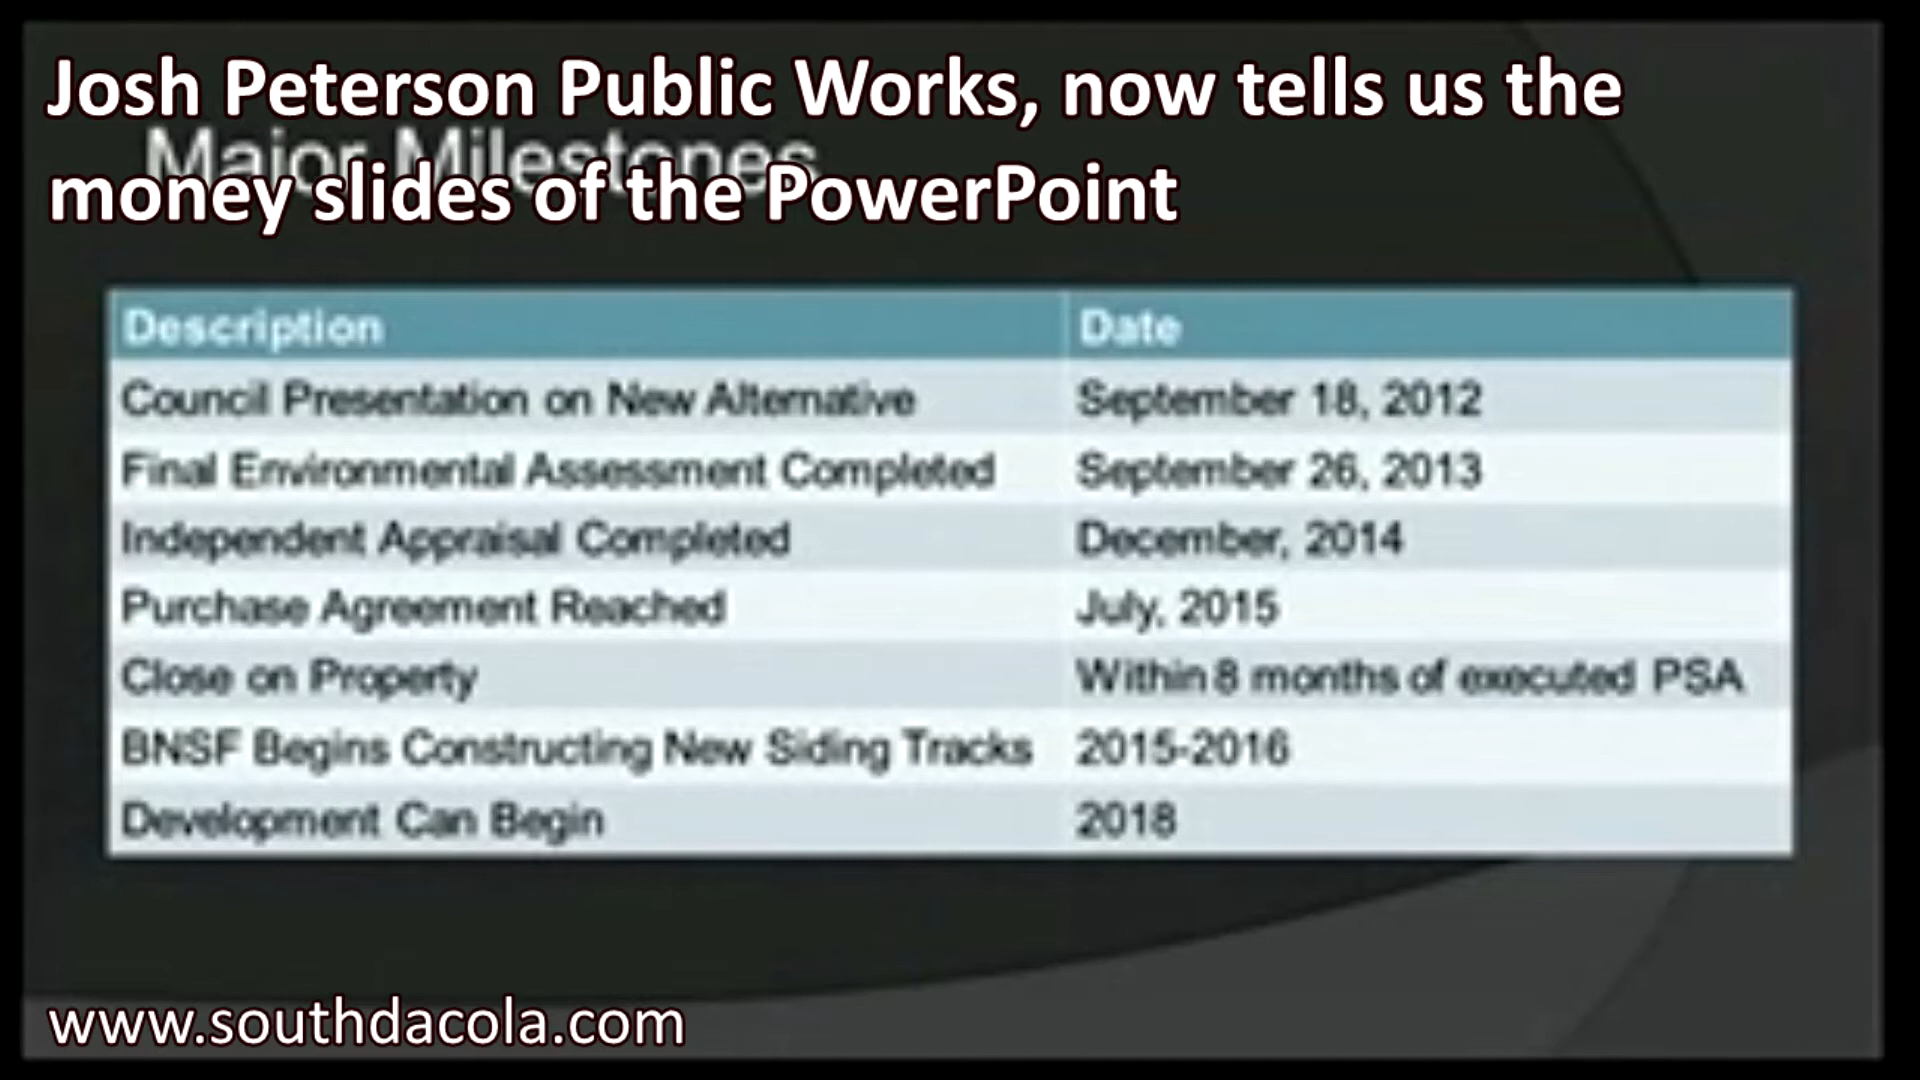 Josh Peterson Public Works, now tells us the
money slides of the PowerPoint
Major Milestones
Description Date
Council Presentation on New Alternative September 18, 2012
Final Environmental Assessment Completed September 26, 2013
Independent Appraisal Completed December, 2014
Purchase Agreement Reached July, 2015
Close on Property Within 8 months of executed PSA
BNSF Begins Constructing New Siding Tracks 2015-2016
Development Can Begin 2018
www.southdacola.com